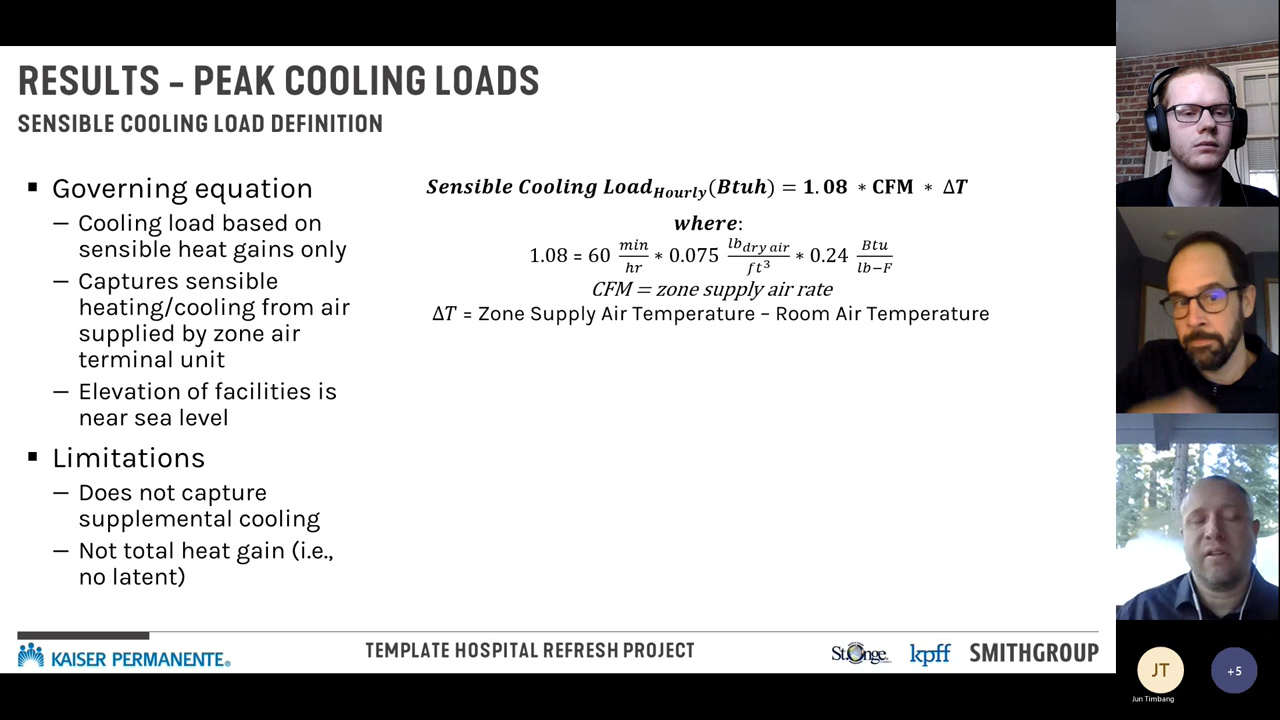 RESULTS – PEAK COOLING LOADS
SENSIBLE COOLING LOAD DEFINITION
▪ Governing equation
– Cooling load based on
sensible heat gains only
– Captures sensible
heating/cooling from air
supplied by zone air
terminal unit
– Elevation of facilities is
near sea level
▪ Limitations
– Does not capture
supplemental cooling
– Not total heat gain (i.e.,
no latent)
Sensible Cooling Load_Hourly(Btuh) = 1.08 * CFM * ΔT
where:
1.08 = 60 min/hr * 0.075 lb_dry air/ft³ * 0.24 Btu/lb−F
CFM = zone supply air rate
ΔT = Zone Supply Air Temperature – Room Air Temperature
KAISER PERMANENTE®
TEMPLATE HOSPITAL REFRESH PROJECT
St.Onge
kpff
SMITHGROUP
JT
Jun Timbang
+5